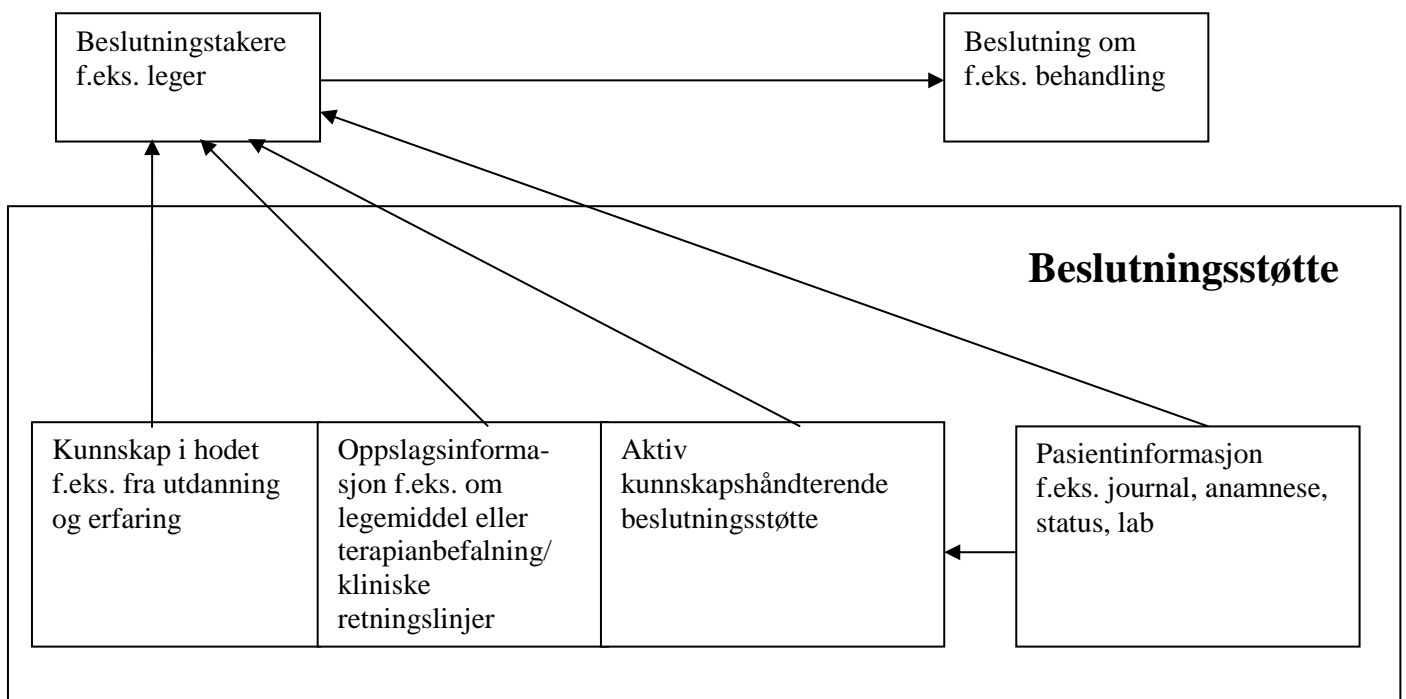 Beslutningstakere
f.eks. leger
Beslutning om
f.eks. behandling
Beslutningsstøtte
Kunnskap i hodet
f.eks. fra utdanning
og erfaring
Oppslagsinforma-
sjon f.eks. om
legemiddel eller
terapianbefalning/
kliniske
retningslinjer
Aktiv
kunnskapshåndterende
beslutningsstøtte
Pasientinformasjon
f.eks. journal, anamnese,
status, lab